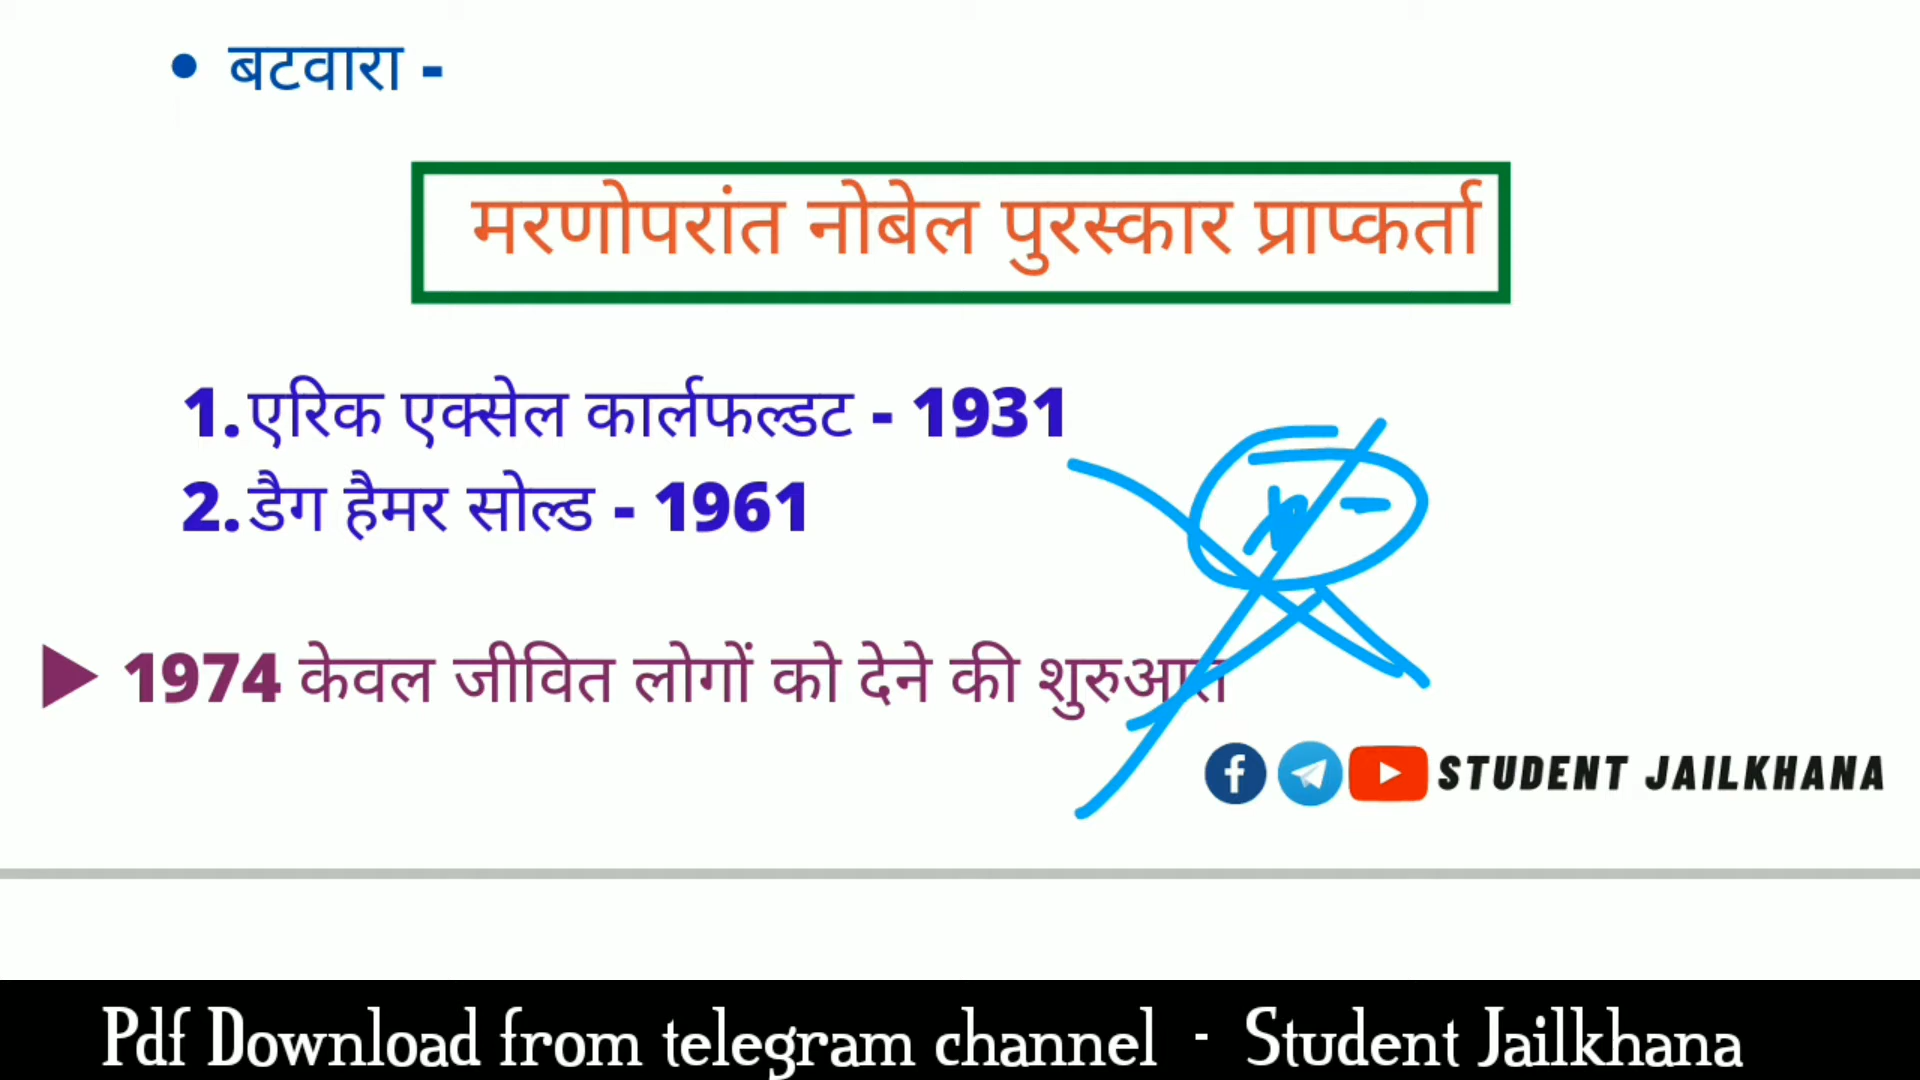 • बटवारा -
मरणोपरांत नोबेल पुरस्कार प्राप्कर्ता
1. एरिक एक्सेल कार्लफल्डट - 1931
2. डैग हैमर सोल्ड - 1961
▶ 1974 केवल जीवित लोगों को देने की शुरुआत
STUDENT JAILKHANA
Pdf Download from telegram channel - Student Jailkhana